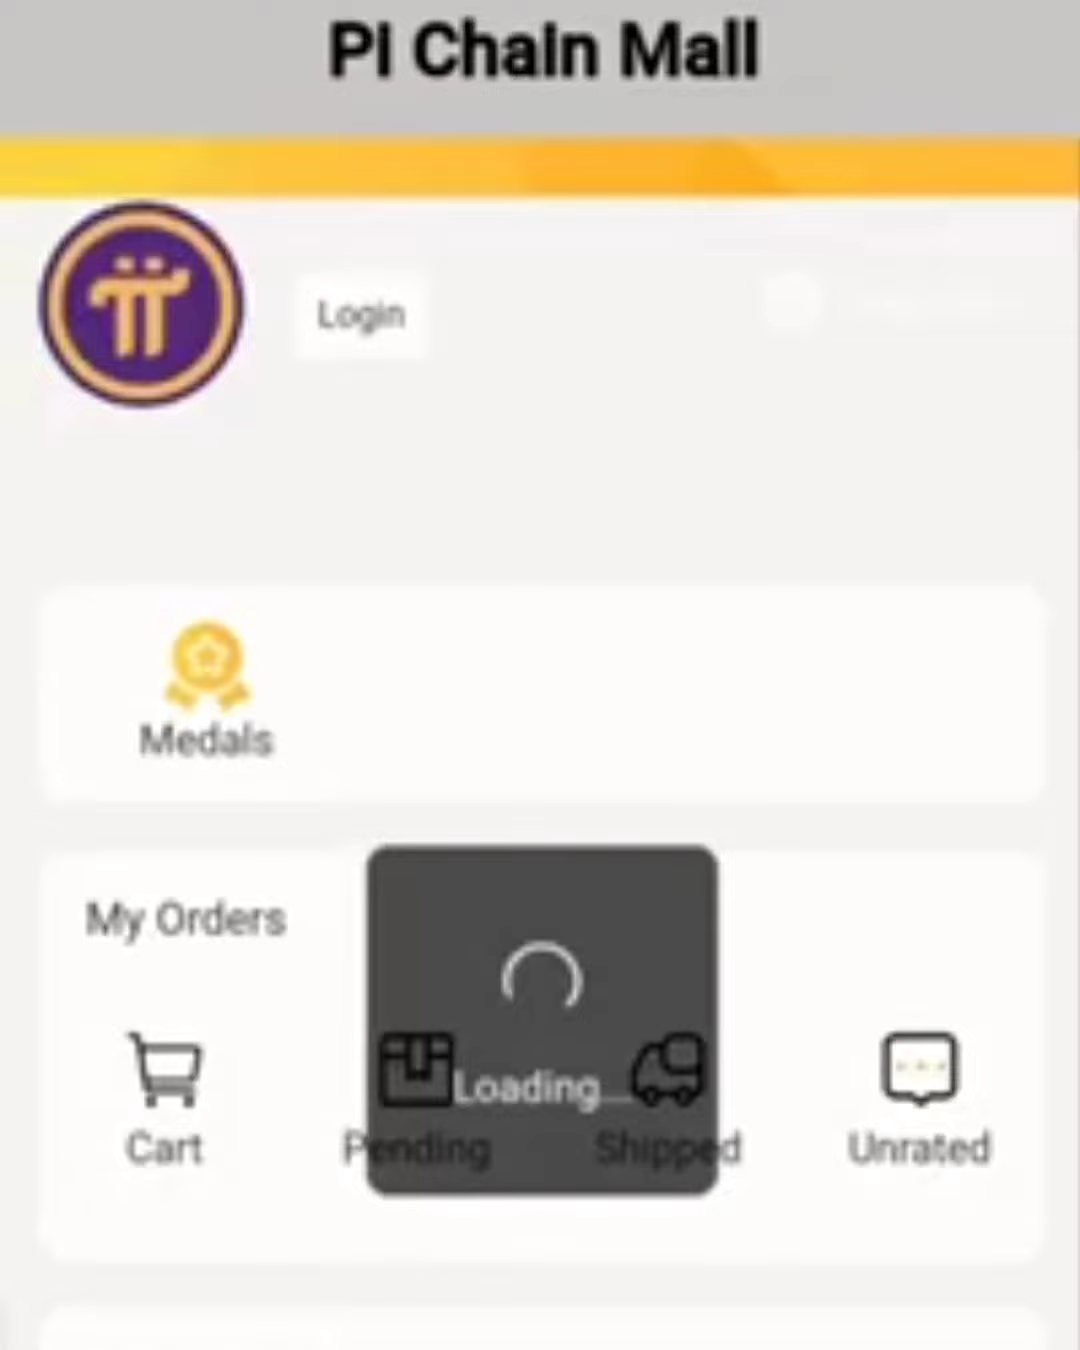 Pi Chain Mall
Login
Medals
My Orders
Loading...
Cart
Pending
Shipped
Unrated